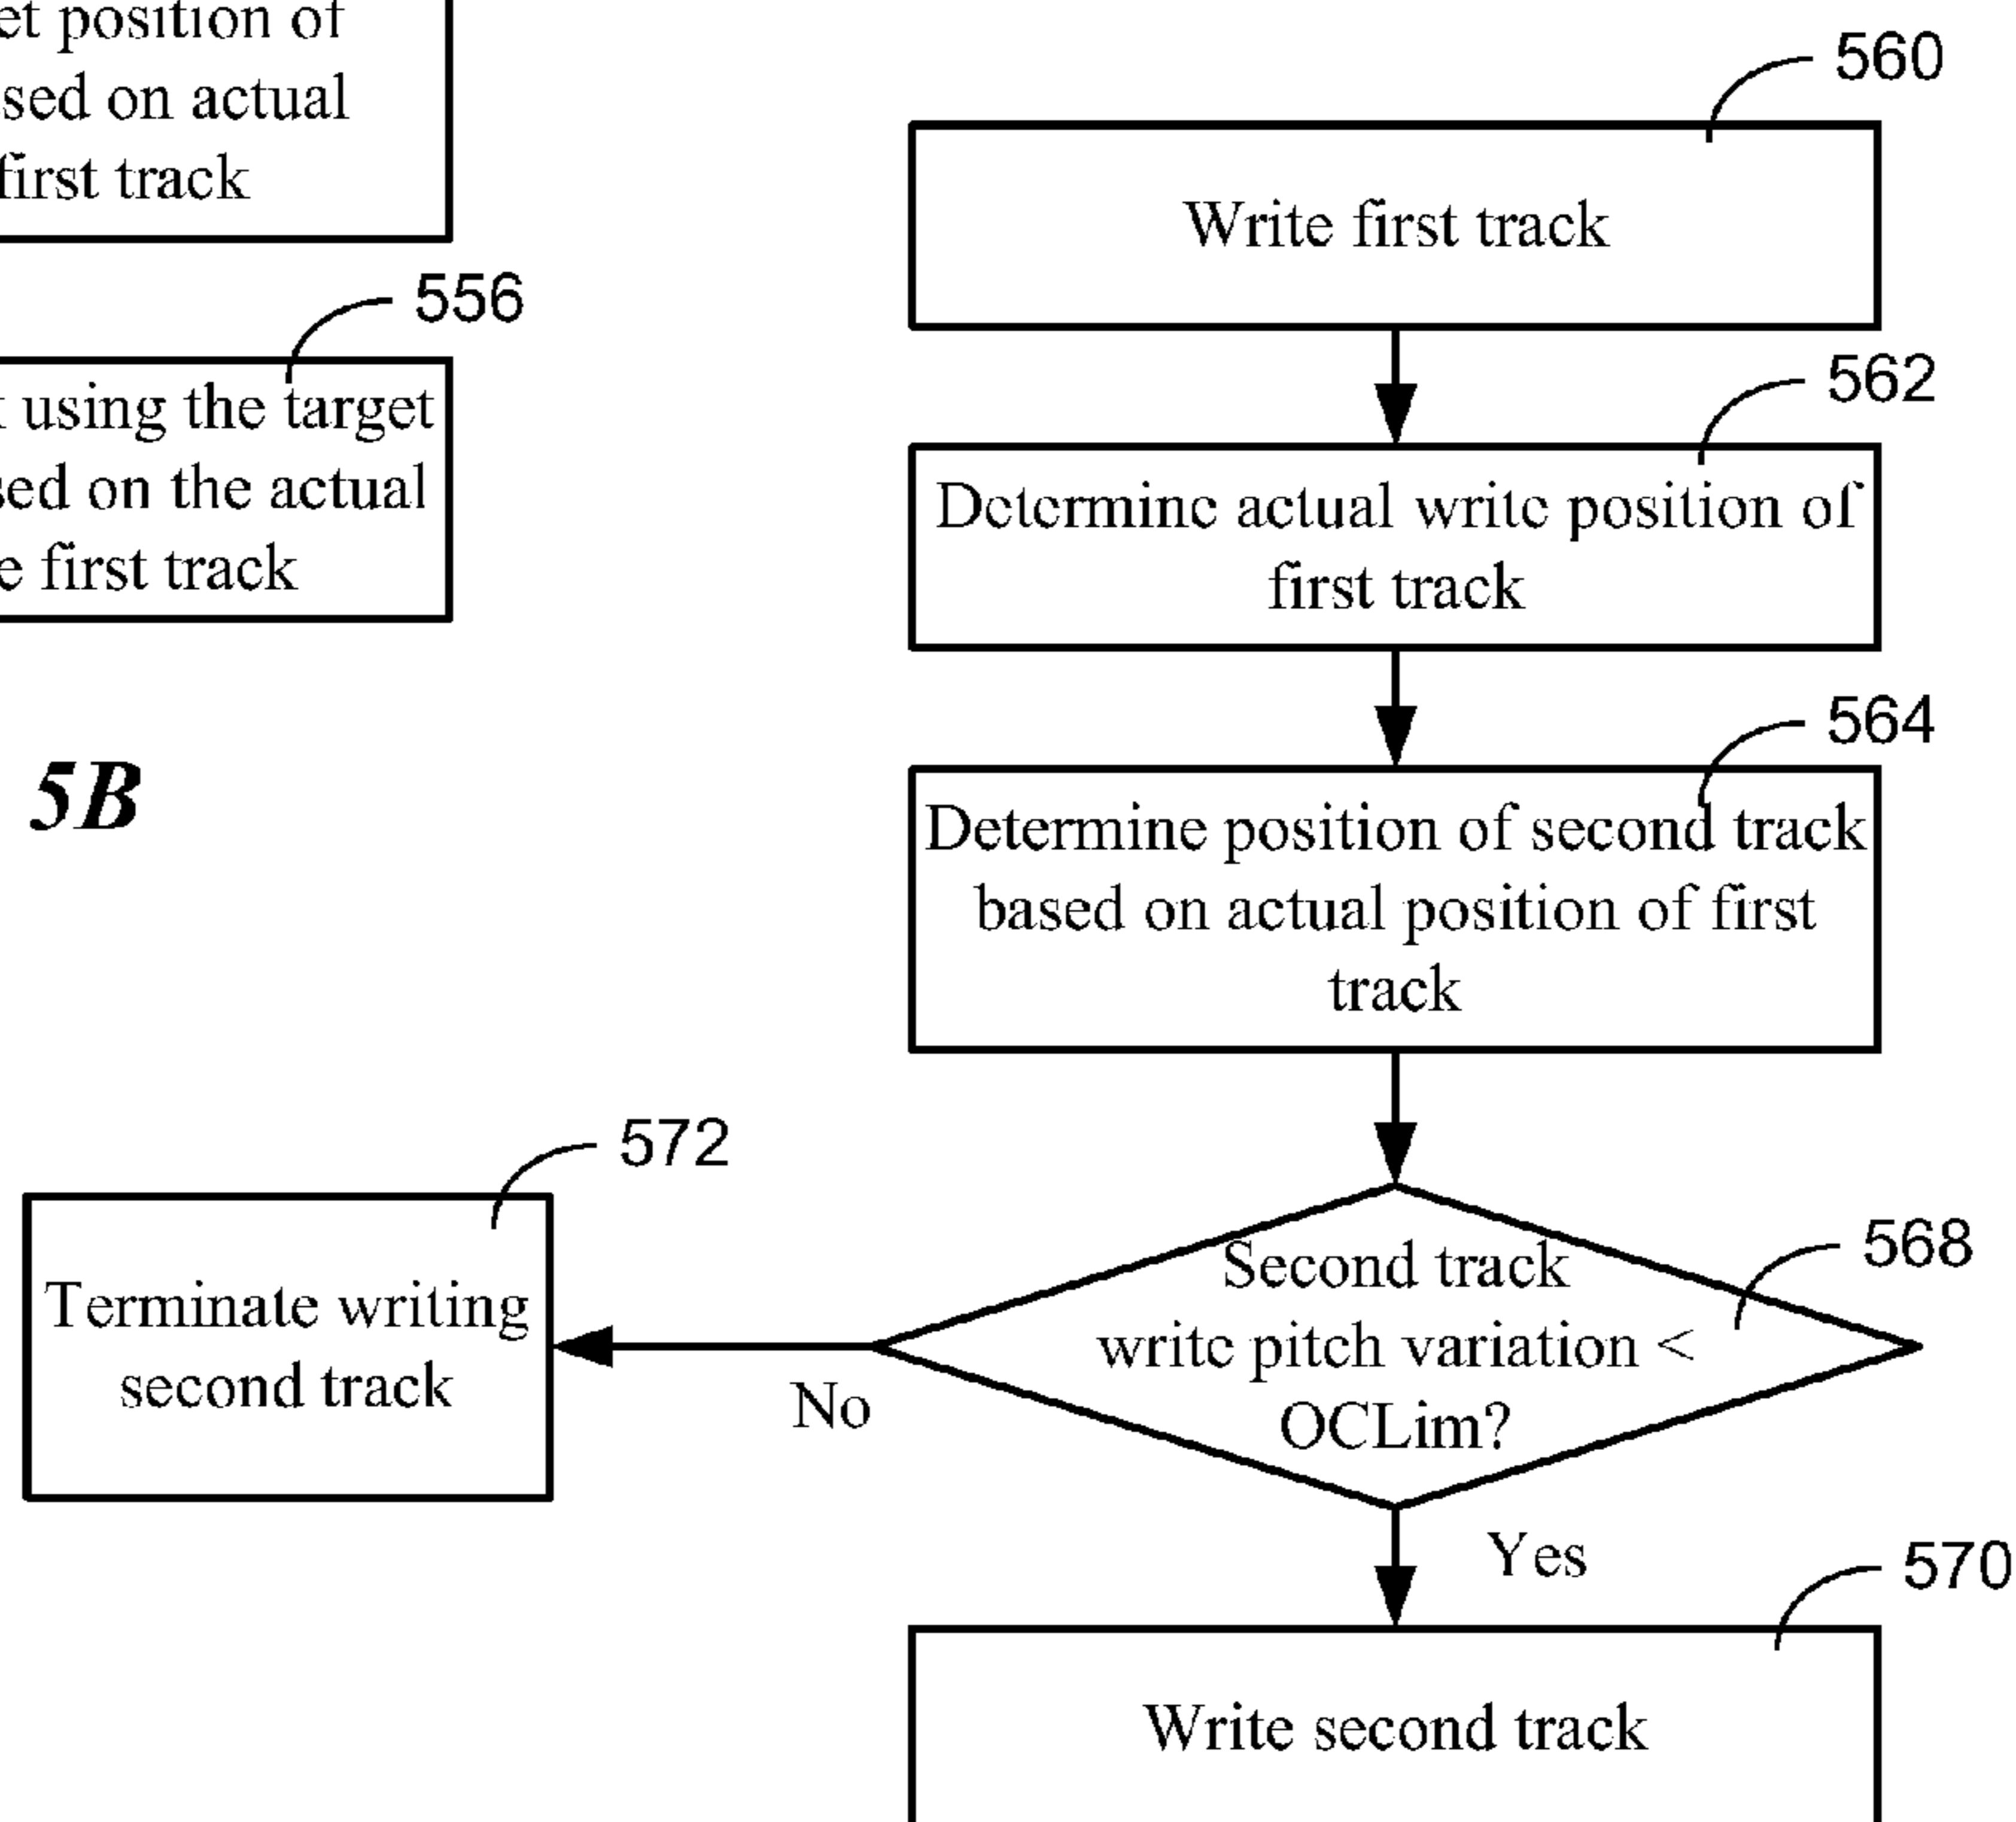 et position of
sed on actual
first track
556
using the target
sed on the actual
e first track
5B
560
Write first track
562
Determine actual write position of
first track
564
Determine position of second track
based on actual position of first
track
568
Second track
write pitch variation <
OCLim?
No
572
Terminate writing
second track
Yes
570
Write second track